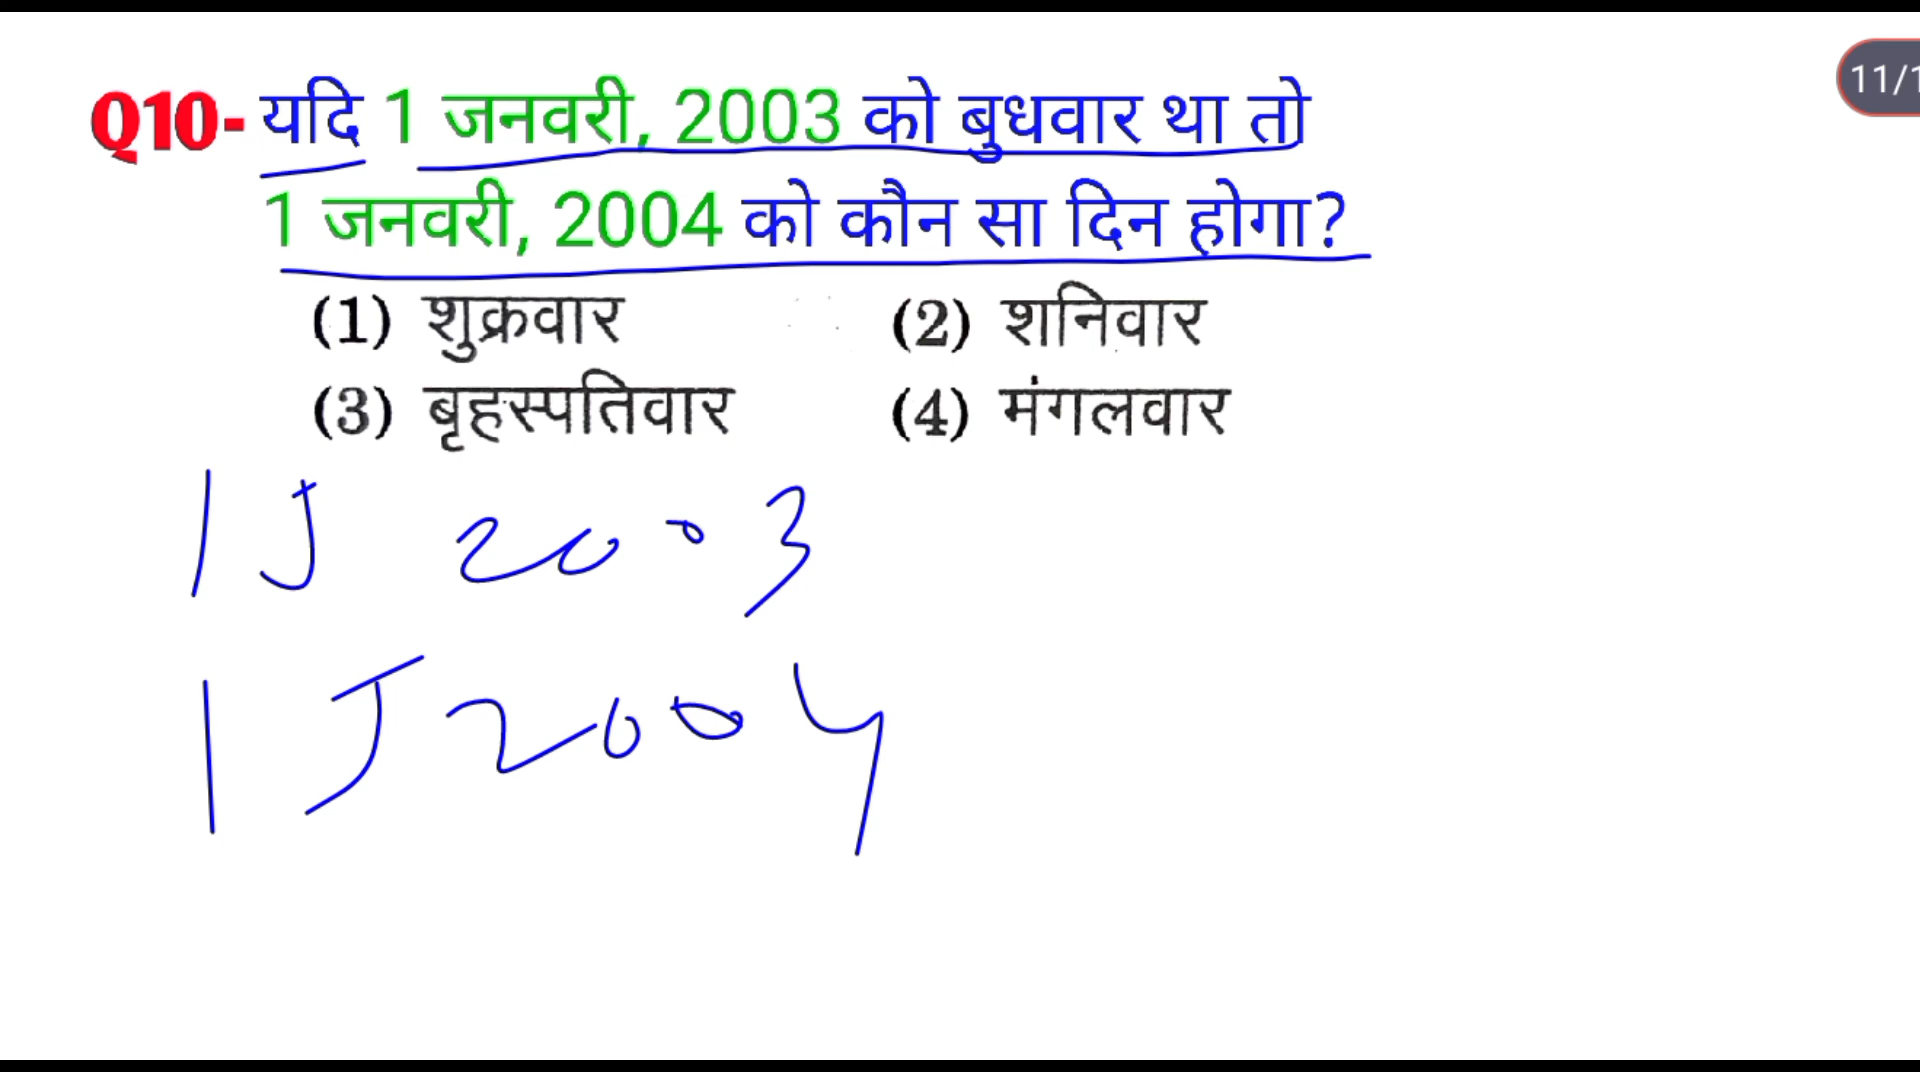 Q10- यदि 1 जनवरी, 2003 को बुधवार था तो
1 जनवरी, 2004 को कौन सा दिन होगा?
(1) शुक्रवार (2) शनिवार
(3) बृहस्पतिवार (4) मंगलवार
1 J 2003
1 J 2004
11/1